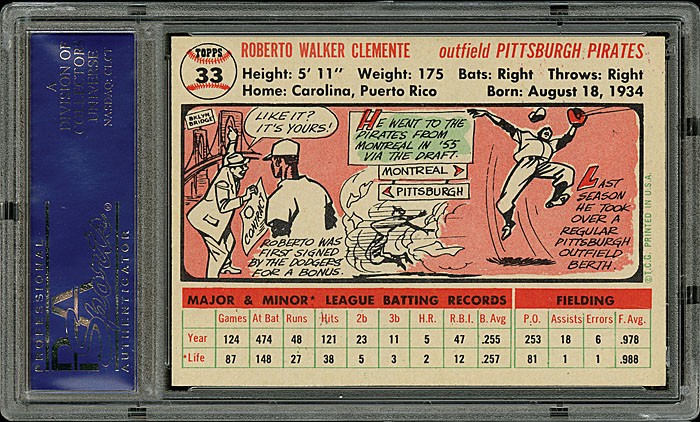 A
DIVISION OF
COLLECTORS
UNIVERSE
NASDAQ: CLCT
PROFESSIONAL
PSA
AUTHENTICATOR
TOPPS
33
ROBERTO WALKER CLEMENTE outfield PITTSBURGH PIRATES
Height: 5' 11" Weight: 175 Bats: Right Throws: Right
Home: Carolina, Puerto Rico Born: August 18, 1934
BKLYN
BRIDGE
LIKE IT?
IT'S YOURS!
CONTRACT
ROBERTO WAS
FIRST SIGNED
BY THE DODGERS
FOR A BONUS.
HE WENT TO THE
PIRATES FROM
MONTREAL IN '55
VIA THE DRAFT.
MONTREAL
PITTSBURGH
LAST
SEASON
HE TOOK
OVER A
REGULAR
PITTSBURGH
OUTFIELD
BERTH.
© T.C.G. PRINTED IN U.S.A.
MAJOR & MINOR* LEAGUE BATTING RECORDS FIELDING
Games At Bat Runs Hits 2b 3b H.R. R.B.I. B. Avg P.O. Assists Errors F. Avg.
Year 124 474 48 121 23 11 5 47 .255 253 18 6 .978
*Life 87 148 27 38 5 3 2 12 .257 81 1 1 .988